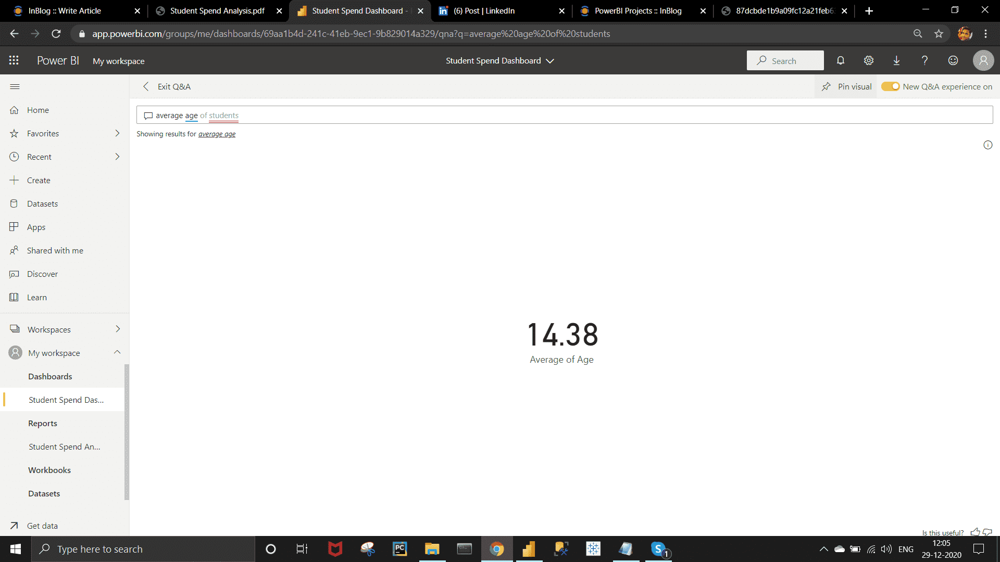 InBlog :: Write Article
Student Spend Analysis.pdf
Student Spend Dashboard -
(6) Post | LinkedIn
PowerBI Projects :: InBlog
app.powerbi.com/groups/me/dashboards/69aa1b4d-241c-41eb-9ec1-9b829014a329/qna?q=average%20age%20of%20students
Power BI
My workspace
Student Spend Dashboard
Search
Exit Q&A
Pin visual
New Q&A experience on
Home
Favorites
Recent
Create
Datasets
Apps
Shared with me
Discover
Learn
Workspaces
My workspace
Dashboards
Student Spend Das...
Reports
Student Spend An...
Workbooks
Datasets
Get data
average age of students
Showing results for average age
14.38
Average of Age
Is this useful?
Type here to search
PC
S
1
ENG
12:05
29-12-2020